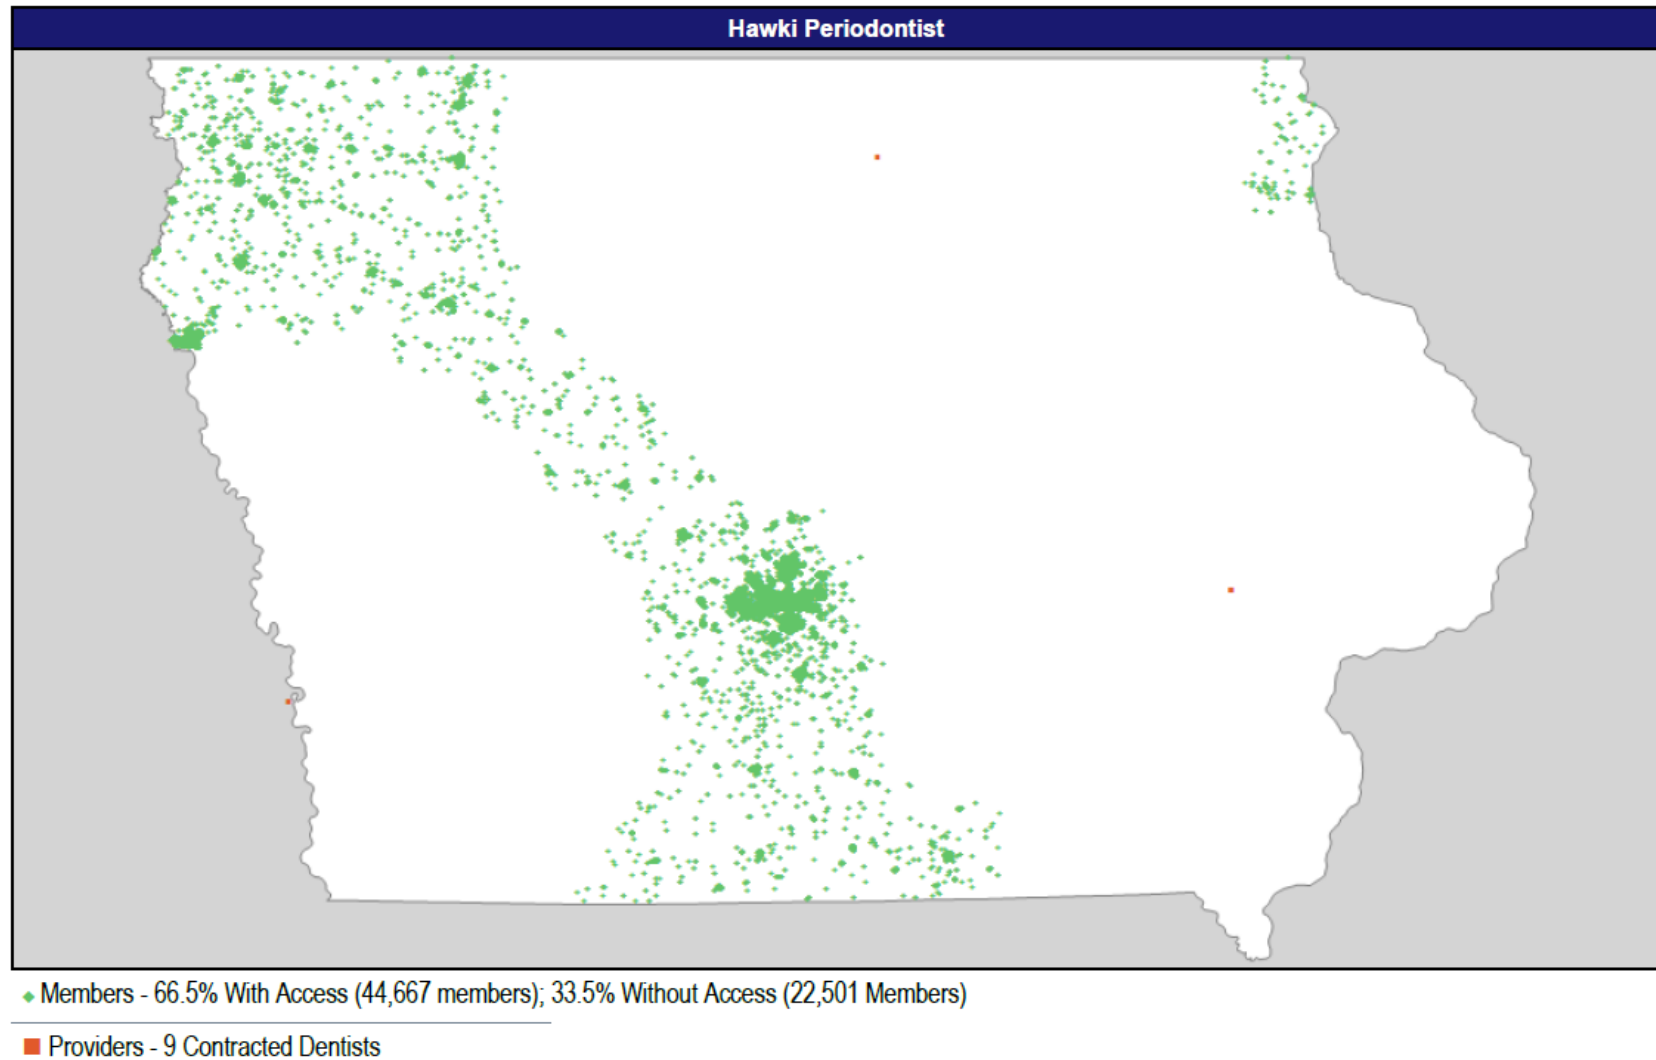 Hawki Periodontist
Members - 66.5% With Access (44,667 members); 33.5% Without Access (22,501 Members)
Providers - 9 Contracted Dentists